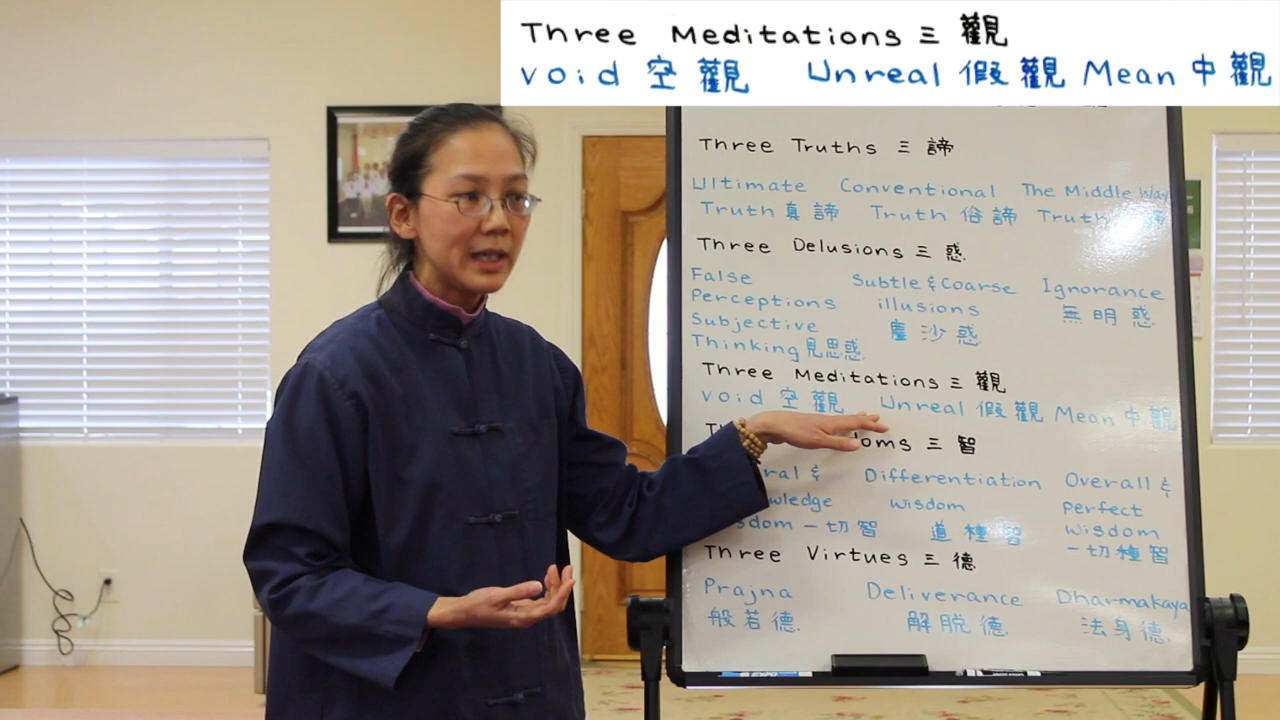 Three Meditations 三 觀
void 空 觀 Unreal 假 觀 Mean 中 觀
Three Truths 三 諦
Ultimate Conventional The Middle Way
Truth 真 諦 Truth 俗 諦 Truth
Three Delusions 三 惑
False Subtle & Coarse Ignorance
Perceptions illusions 無 明 惑
Subjective 塵 沙 惑
Thinking 見思惑
Three Meditations 三 觀
void 空 觀 Unreal 假 觀 Mean 中 觀
三 智
Differentiation Overall &
wisdom perfect
一 切 智 道 種 智 wisdom
一 切 種 智
Three Virtues 三 德
Prajna Deliverance Dharmakaya
般 若 德 解 脫 德 法 身 德